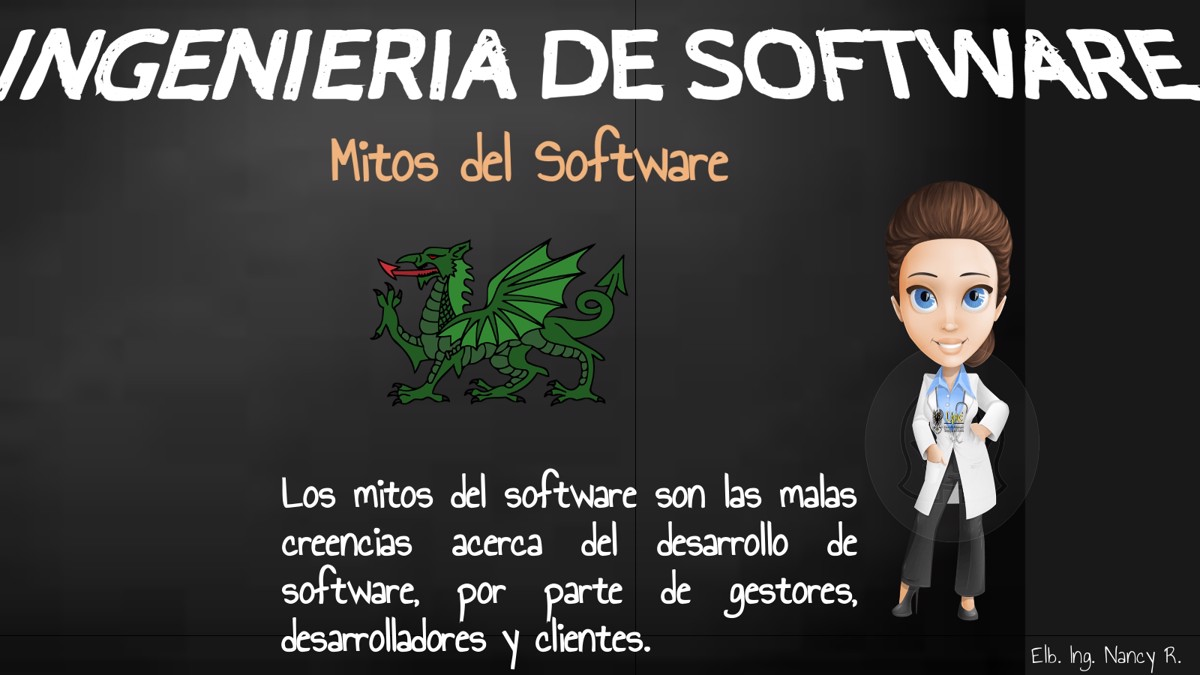 INGENIERIA DE SOFTWARE
Mitos del Software
Los mitos del software son las malas
creencias acerca del desarrollo de
software, por parte de gestores,
desarrolladores y clientes.
Elb. Ing. Nancy R.